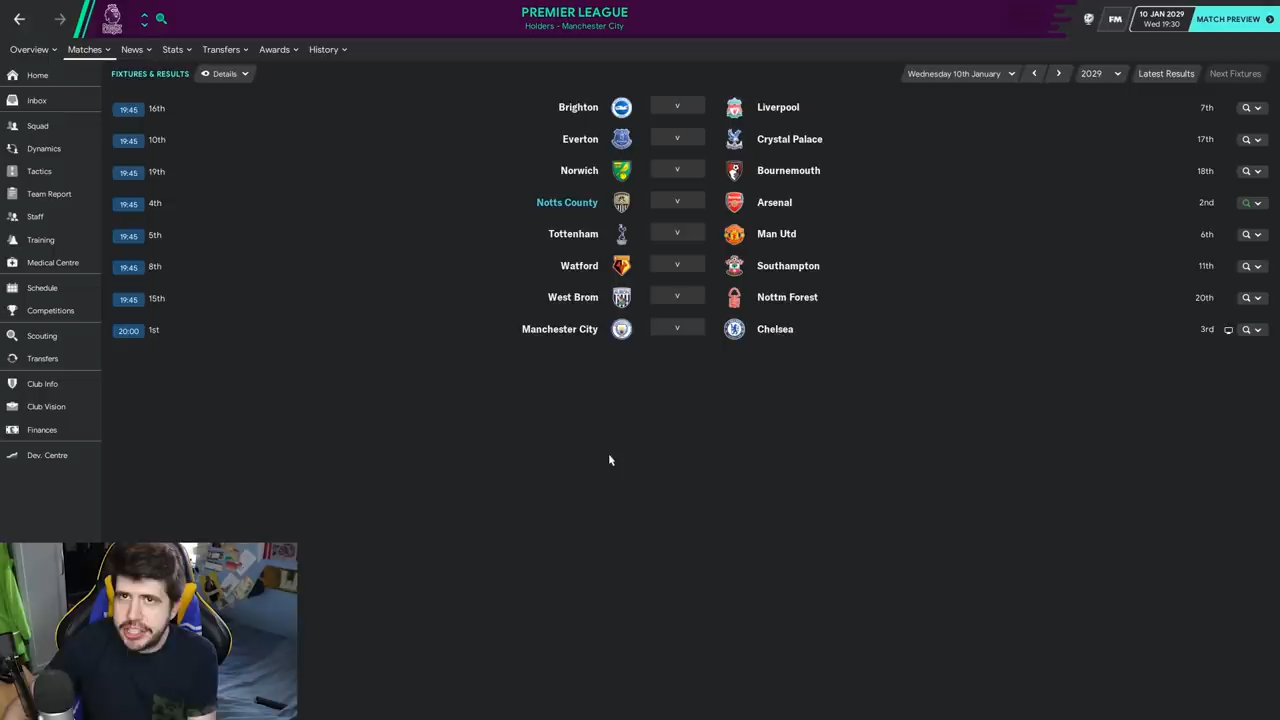 PREMIER LEAGUE
Holders - Manchester City
FM
10 JAN 2029
Wed 19:30
MATCH PREVIEW
Overview
Matches
News
Stats
Transfers
Awards
History
Home
Inbox
Squad
Dynamics
Tactics
Team Report
Staff
Training
Medical Centre
Schedule
Competitions
Scouting
Transfers
Club Info
Club Vision
Finances
Dev. Centre
FIXTURES & RESULTS
Details
Wednesday 10th January
2029
Latest Results
Next Fixtures
19:45 16th Brighton v Liverpool 7th
19:45 10th Everton v Crystal Palace 17th
19:45 19th Norwich v Bournemouth 18th
19:45 4th Notts County v Arsenal 2nd
19:45 5th Tottenham v Man Utd 6th
19:45 8th Watford v Southampton 11th
19:45 15th West Brom v Nottm Forest 20th
20:00 1st Manchester City v Chelsea 3rd